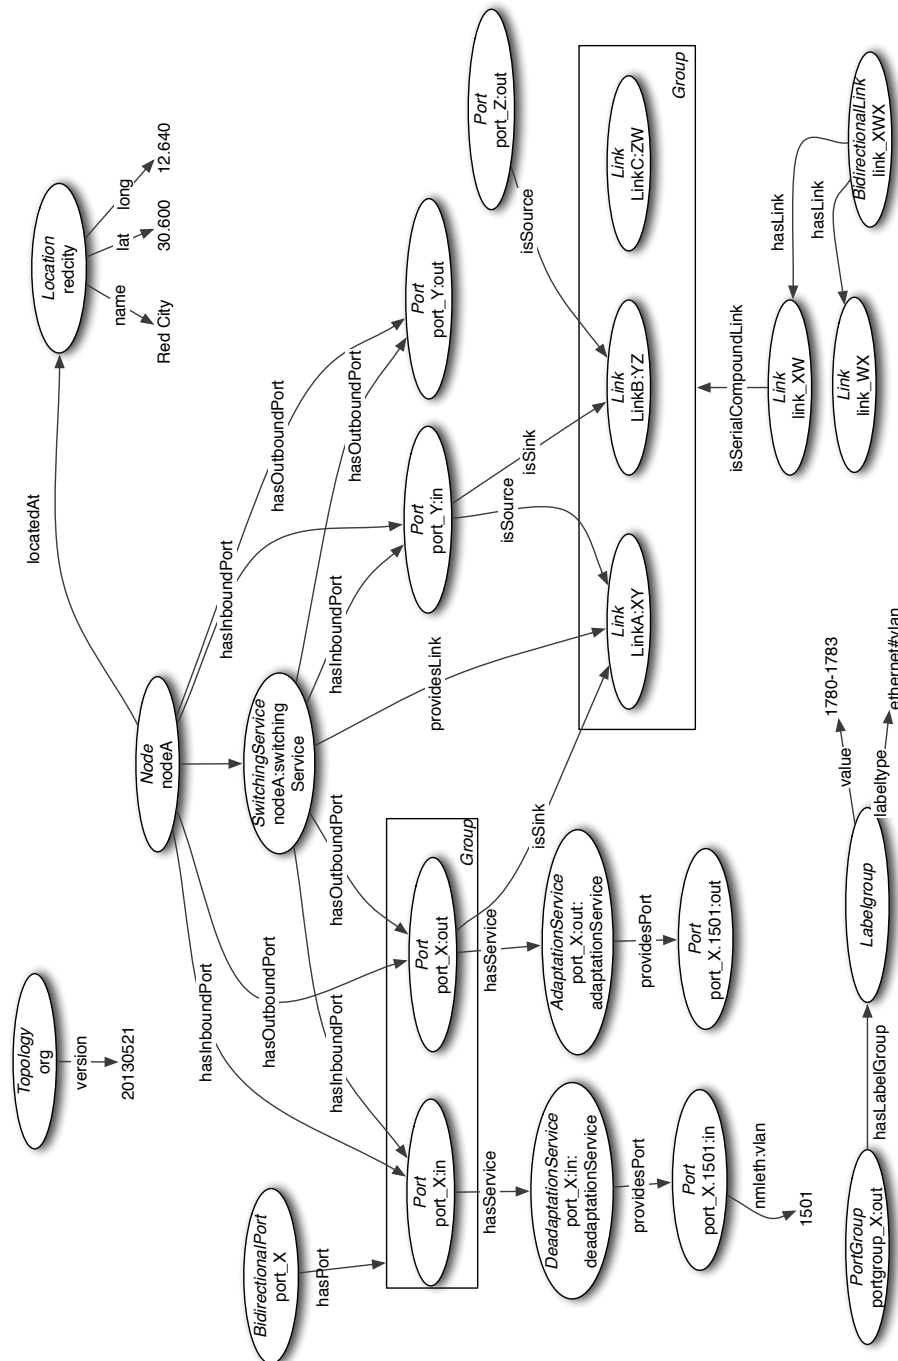 Topology
org
version
20130521
BidirectionalPort
port_X
hasPort
Node
nodeA
locatedAt
Location
redcity
name
lat
long
Red City
30.600
12.640
hasInboundPort
hasOutboundPort
hasInboundPort
hasOutboundPort
SwitchingService
nodeA:switching
Service
hasInboundPort
hasOutboundPort
providesLink
hasInboundPort
hasOutboundPort
Group
Port
port_X:in
Port
port_X:out
Port
port_Y:in
Port
port_Y:out
Port
port_Z:out
hasService
hasService
isSink
isSource
isSink
isSource
DeadaptationService
port_X:in:
deadaptationService
AdaptationService
port_X:out:
adaptationService
Link
LinkA:XY
Link
LinkB:YZ
Link
LinkC:ZW
Group
providesPort
providesPort
Port
port_X.1501:in
Port
port_X.1501:out
nmleth:vlan
1501
isSerialCompoundLink
Link
link_XW
Link
link_WX
hasLink
hasLink
BidirectionalLink
link_XWX
PortGroup
portgroup_X:out
hasLabelGroup
Labelgroup
value
labeltype
1780-1783
ethernet#vlan